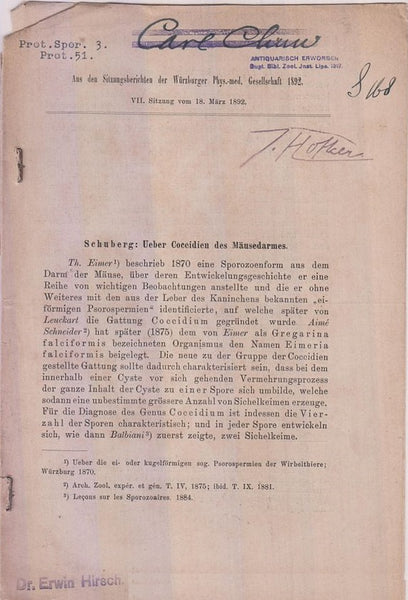 Prot.Spor. 3.
Prot.51.
Carl Chun
ANTIQUARISCH ERWORBEN
Aus den Sitzungsberichten der Würzburger Phys.-med. Gesellschaft 1892.
VII. Sitzung vom 18. März 1892.
J. Hofker
Schuberg: Ueber Coccidien des Mäusedarmes.
Th. Eimer¹) beschrieb 1870 eine Sporozoenform aus dem
Darm der Mäuse, über deren Entwickelungsgeschichte er eine
Reihe von wichtigen Beobachtungen anstellte und die er ohne
Weiteres mit den aus der Leber des Kaninchens bekannten „ei-
förmigen Psorospermien" identificierte, auf welche später von
Leuckart die Gattung Coccidium gegründet wurde. Aimé
Schneider²) hat später (1875) dem von Eimer als Gregarina
falciformis bezeichneten Organismus den Namen Eimeria
falciformis beigelegt. Die neue zu der Gruppe der Coccidien
gestellte Gattung sollte dadurch charakterisiert sein, dass bei dem
innerhalb einer Cyste vor sich gehenden Vermehrungsprozess
der ganze Inhalt der Cyste zu einer Spore sich umbilde, welche
sodann eine unbestimmte grössere Anzahl von Sichelkeimen erzeuge.
Für die Diagnose des Genus Coccidium ist indessen die Vier-
zahl der Sporen charakteristisch; und in jeder Spore entwickeln
sich, wie dann Balbiani³) zuerst zeigte, zwei Sichelkeime.
¹) Ueber die ei- oder kugelförmigen sog. Psorospermien der Wirbelthiere;
Würzburg 1870.
²) Arch. Zool. expér. et gén. T. IV, 1875; ibid. T. IX. 1881.
³) Leçons sur les Sporozoaires. 1884.
Dr. Erwin Hirsch.